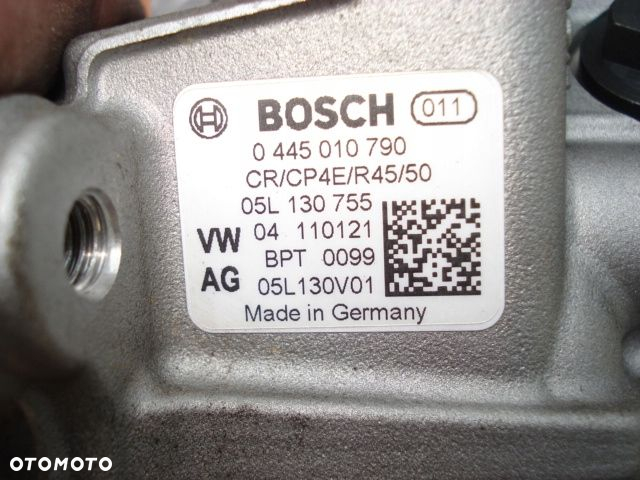 BOSCH 011
0 445 010 790
CR/CP4E/R45/50
05L 130 755
VW 04 110121
BPT 0099
AG 05L130V01
Made in Germany
OTOMOTO